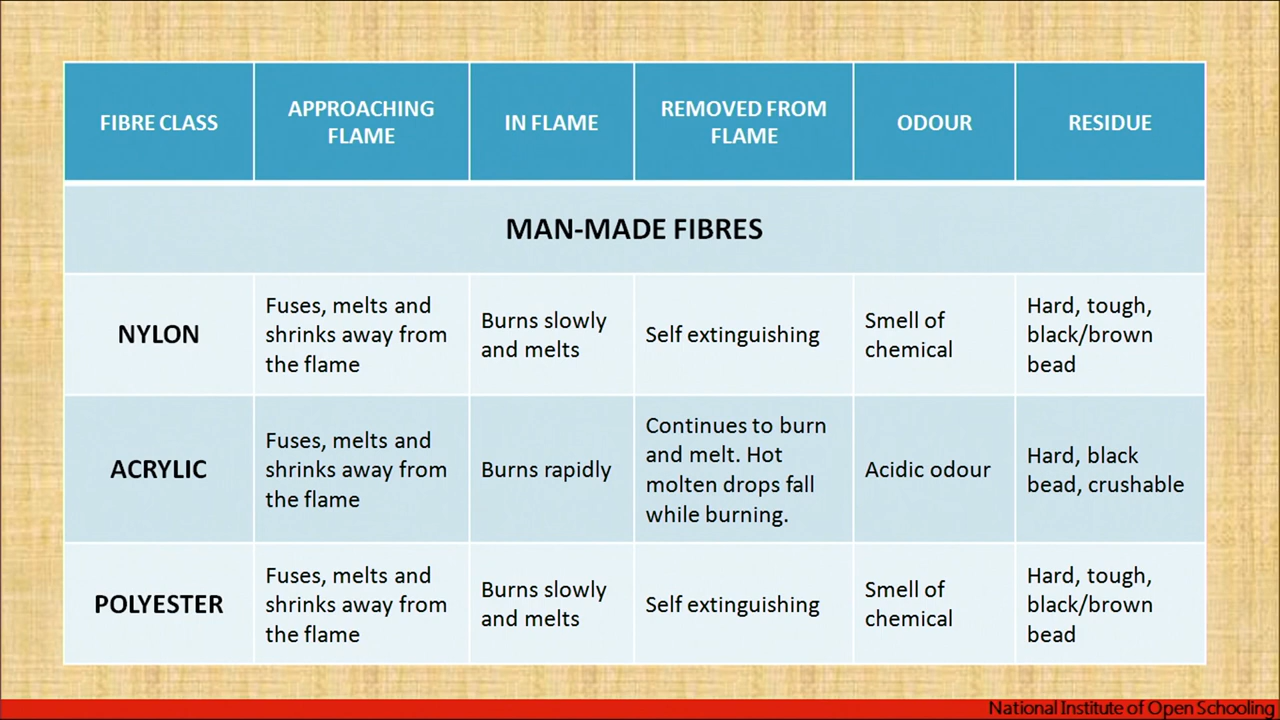 FIBRE CLASS
APPROACHING
FLAME
IN FLAME
REMOVED FROM
FLAME
ODOUR
RESIDUE
MAN-MADE FIBRES
NYLON
Fuses, melts and
shrinks away from
the flame
Burns slowly
and melts
Self extinguishing
Smell of
chemical
Hard, tough,
black/brown
bead
ACRYLIC
Fuses, melts and
shrinks away from
the flame
Burns rapidly
Continues to burn
and melt. Hot
molten drops fall
while burning.
Acidic odour
Hard, black
bead, crushable
POLYESTER
Fuses, melts and
shrinks away from
the flame
Burns slowly
and melts
Self extinguishing
Smell of
chemical
Hard, tough,
black/brown
bead
National Institute of Open Schooling